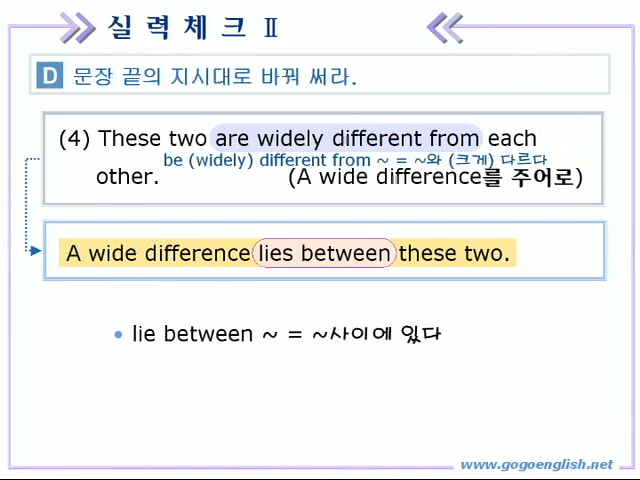 실 력 체 크 Ⅱ
D 문장 끝의 지시대로 바꿔 써라.
(4) These two are widely different from each
be (widely) different from ~ = ~와 (크게) 다르다
other. (A wide difference를 주어로)
A wide difference lies between these two.
• lie between ~ = ~사이에 있다
www.gogoenglish.net